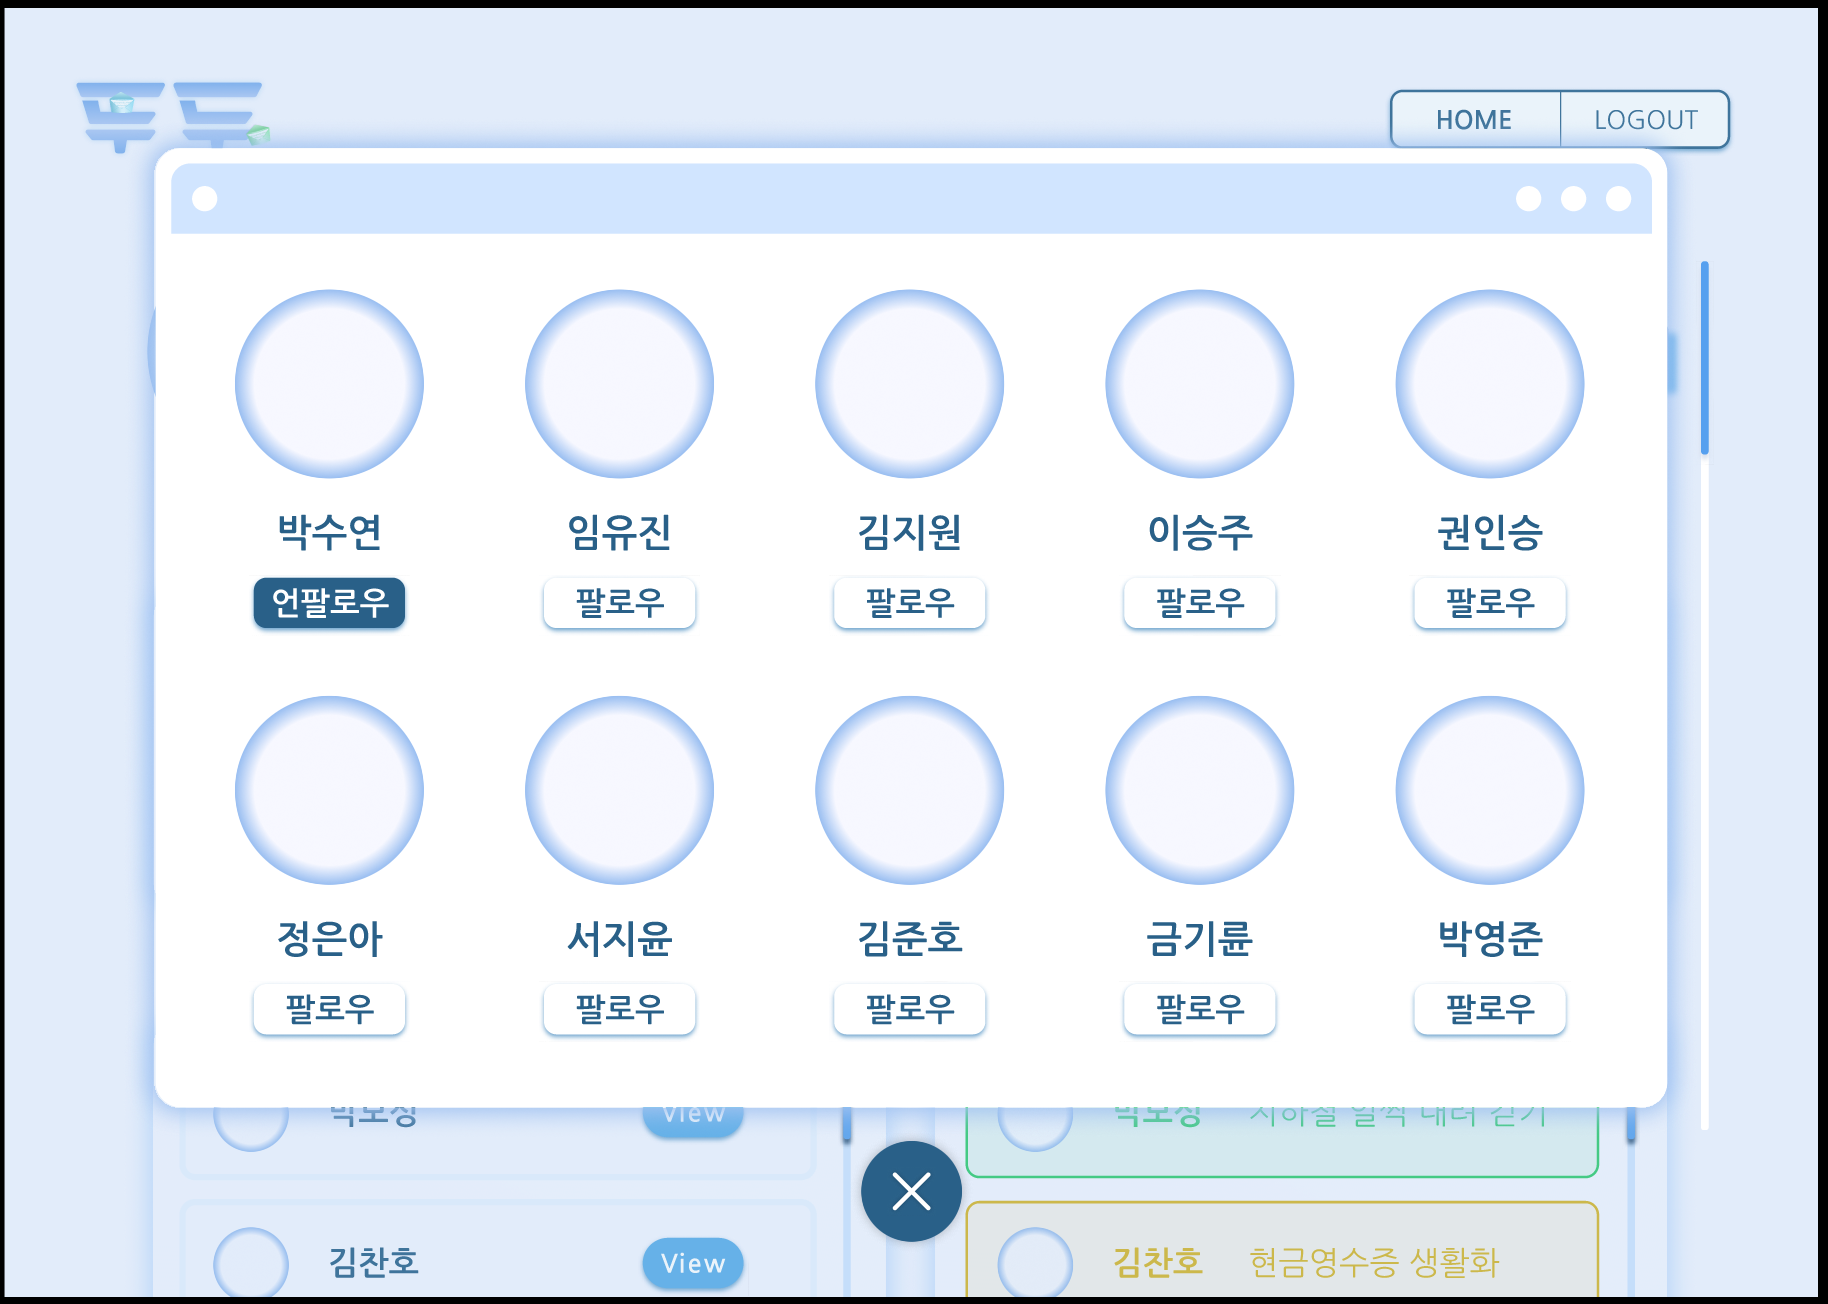 투두
HOME LOGOUT
박수연 임유진 김지원 이승주 권인승
언팔로우 팔로우 팔로우 팔로우 팔로우
정은아 서지윤 김준호 금기륜 박영준
팔로우 팔로우 팔로우 팔로우 팔로우
View
김찬호 View 김찬호 현금영수증 생활화